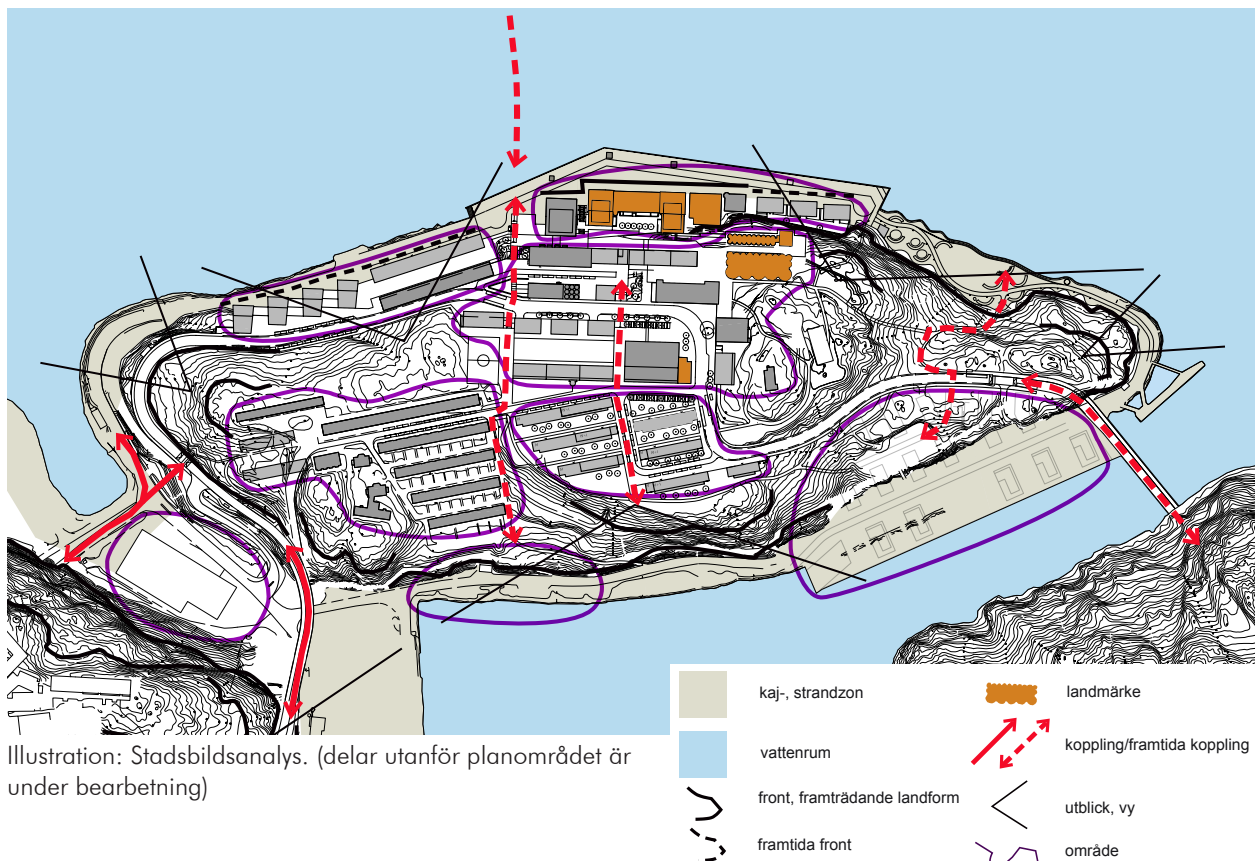 Illustration: Stadsbildsanalys. (delar utanför planområdet är
under bearbetning)
kaj-, strandzon
vattenrum
front, framträdande landform
framtida front
landmärke
koppling/framtida koppling
utblick, vy
område